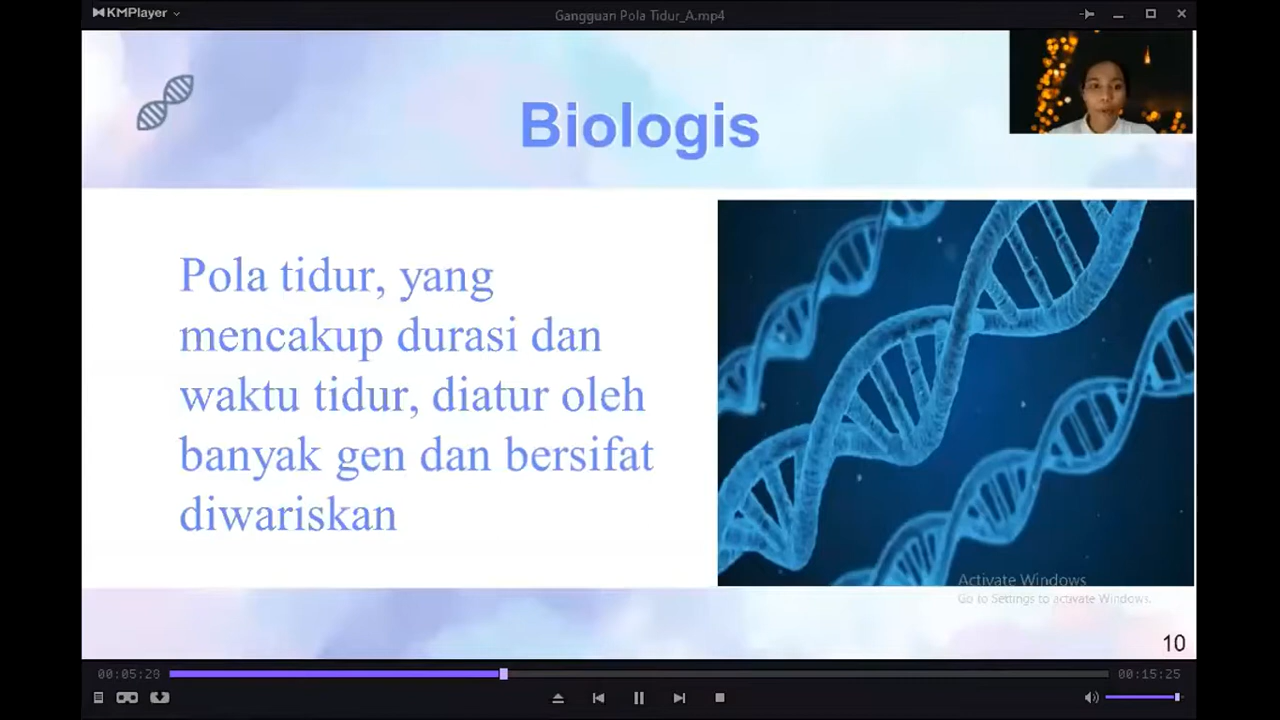 KMPlayer
Gangguan Pola Tidur_A.mp4
Biologis
Pola tidur, yang
mencakup durasi dan
waktu tidur, diatur oleh
banyak gen dan bersifat
diwariskan
Activate Windows
Go to Settings to activate Windows.
10
00:05:28
00:15:25